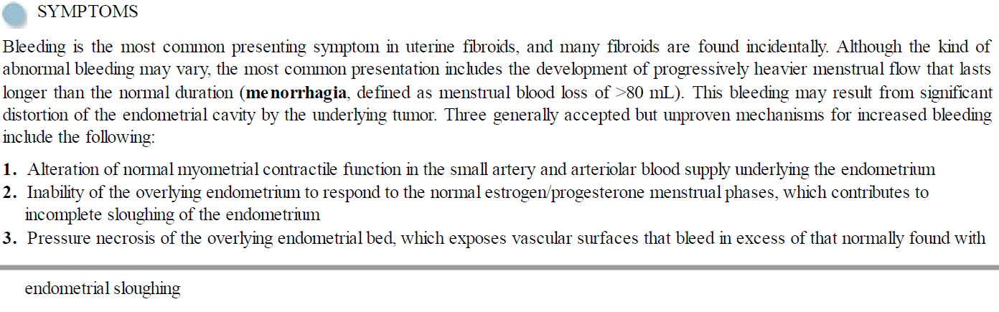 SYMPTOMS
Bleeding is the most common presenting symptom in uterine fibroids, and many fibroids are found incidentally. Although the kind of
abnormal bleeding may vary, the most common presentation includes the development of progressively heavier menstrual flow that lasts
longer than the normal duration (menorrhagia, defined as menstrual blood loss of >80 mL). This bleeding may result from significant
distortion of the endometrial cavity by the underlying tumor. Three generally accepted but unproven mechanisms for increased bleeding
include the following:
1. Alteration of normal myometrial contractile function in the small artery and arteriolar blood supply underlying the endometrium
2. Inability of the overlying endometrium to respond to the normal estrogen/progesterone menstrual phases, which contributes to
incomplete sloughing of the endometrium
3. Pressure necrosis of the overlying endometrial bed, which exposes vascular surfaces that bleed in excess of that normally found with
endometrial sloughing